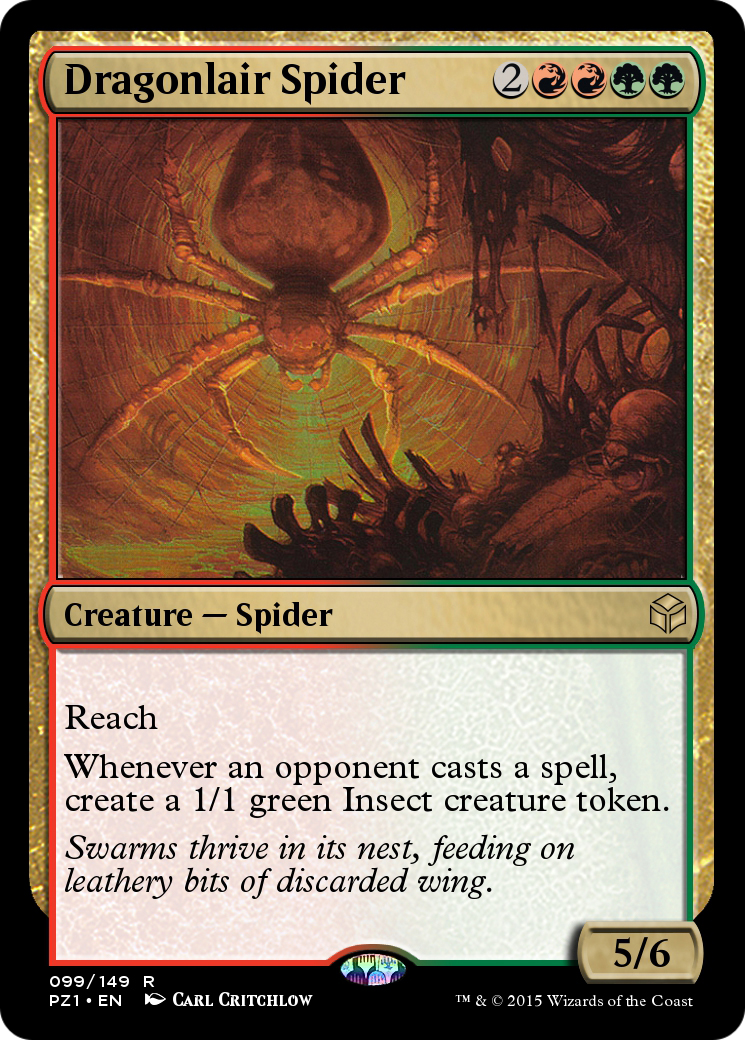 Dragonlair Spider 2
Creature — Spider
Reach
Whenever an opponent casts a spell,
create a 1/1 green Insect creature token.
Swarms thrive in its nest, feeding on
leathery bits of discarded wing.
5/6
099/149 R
PZ1 • EN Carl Critchlow
™ & © 2015 Wizards of the Coast